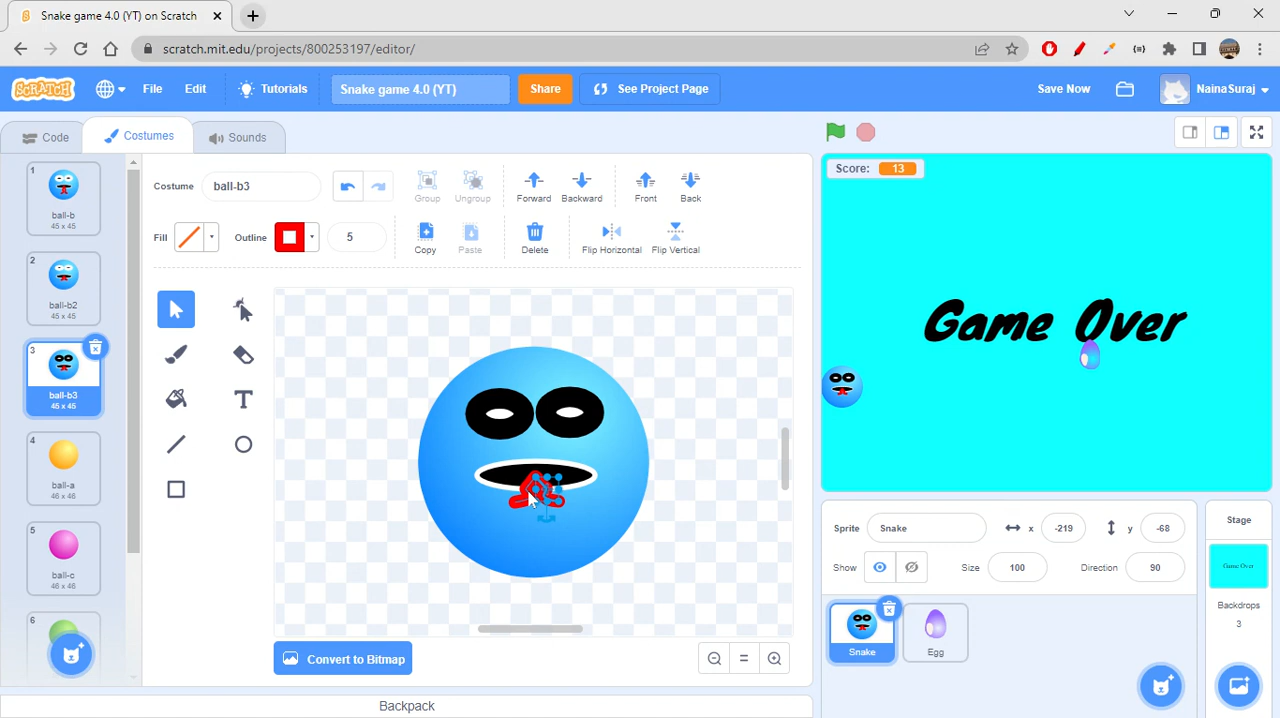 Snake game 4.0 (YT) on Scratch
scratch.mit.edu/projects/800253197/editor/
SCRATCH
File
Edit
Tutorials
Snake game 4.0 (YT)
Share
See Project Page
Save Now
NainaSuraj
Code
Costumes
Sounds
1
ball-b
45 x 45
2
ball-b2
45 x 45
3
ball-b3
45 x 45
4
ball-a
45 x 45
5
ball-c
46 x 46
6
Costume
ball-b3
Group
Ungroup
Forward
Backward
Front
Back
Fill
Outline
5
Copy
Paste
Delete
Flip Horizontal
Flip Vertical
Convert to Bitmap
Backpack
Score: 13
Game Over
Sprite
Snake
x
-219
y
-68
Show
Size
100
Direction
90
Snake
Egg
Stage
Game Over
Backdrops
3